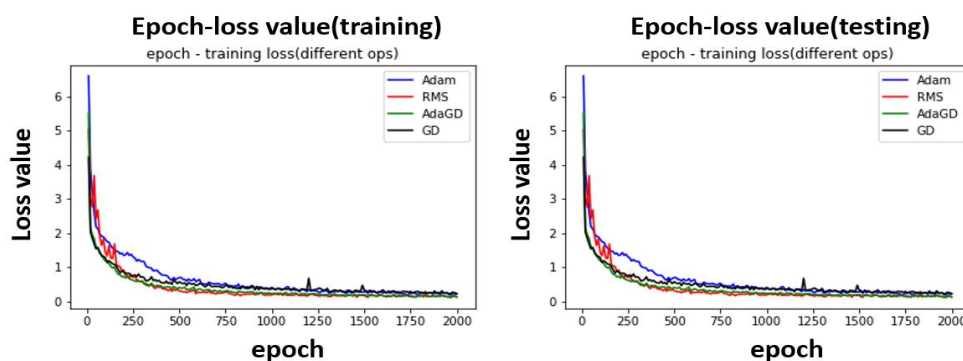 Epoch-loss value(training)
epoch - training loss(different ops)
Adam
RMS
AdaGD
GD
6
5
4
3
2
1
0
Loss value
0
250
500
750
1000
1250
1500
1750
2000
epoch
Epoch-loss value(testing)
epoch - training loss(different ops)
Adam
RMS
AdaGD
GD
6
5
4
3
2
1
0
Loss value
0
250
500
750
1000
1250
1500
1750
2000
epoch